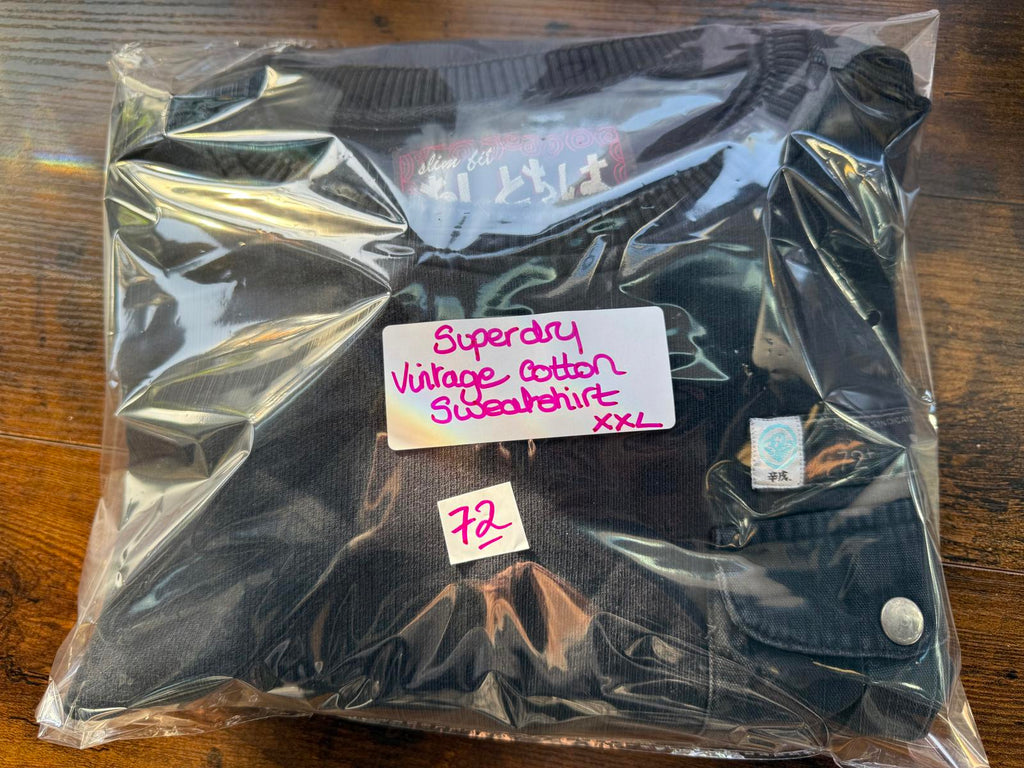 slim fit
Superdry
Vintage Cotton
Sweatshirt
XXL
72